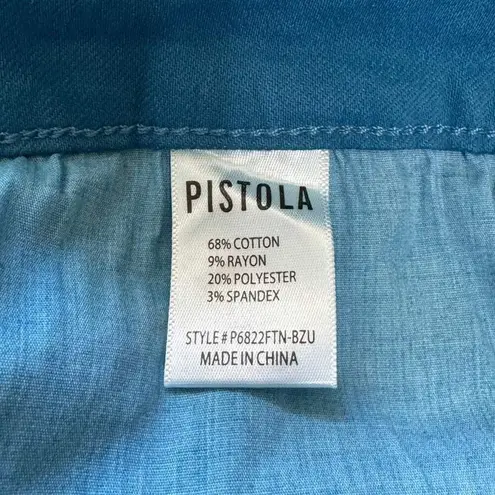 PISTOLA
68% COTTON
9% RAYON
20% POLYESTER
3% SPANDEX
STYLE# P6822FTN-BZU
MADE IN CHINA